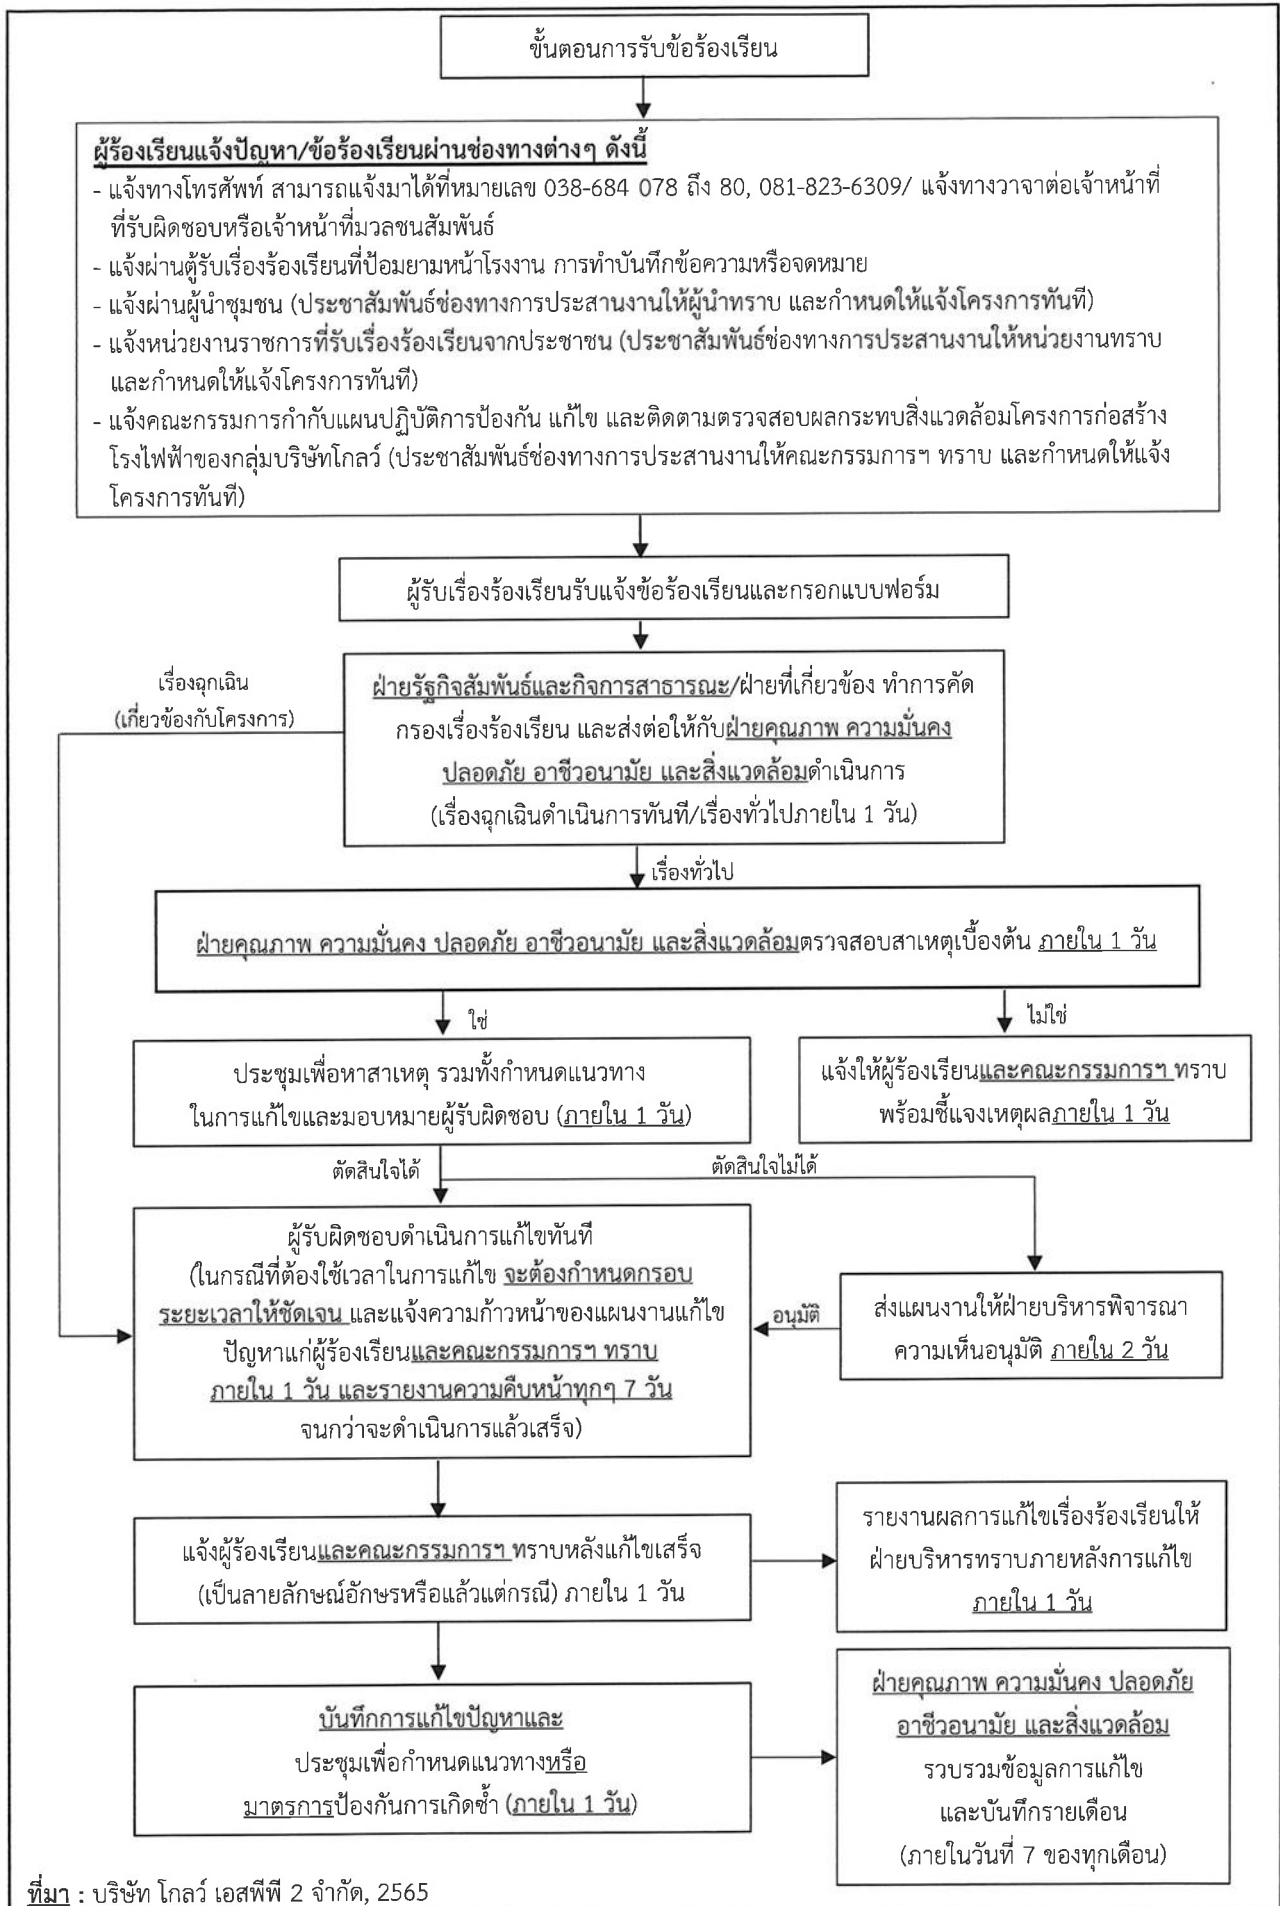 ขั้นตอนการรับข้อร้องเรียน
ผู้ร้องเรียนแจ้งปัญหา/ข้อร้องเรียนผ่านช่องทางต่างๆ ดังนี้
- แจ้งทางโทรศัพท์ สามารถแจ้งมาได้ที่หมายเลข 038-684 078 ถึง 80, 081-823-6309/ แจ้งทางวาจาต่อเจ้าหน้าที่
ที่รับผิดชอบหรือเจ้าหน้าที่มวลชนสัมพันธ์
- แจ้งผ่านตู้รับเรื่องร้องเรียนที่ป้อมยามหน้าโรงงาน การทำบันทึกข้อความหรือจดหมาย
- แจ้งผ่านผู้นำชุมชน (ประชาสัมพันธ์ช่องทางการประสานงานให้ผู้นำทราบ และกำหนดให้แจ้งโครงการทันที)
- แจ้งหน่วยงานราชการที่รับเรื่องร้องเรียนจากประชาชน (ประชาสัมพันธ์ช่องทางการประสานงานให้หน่วยงานทราบ
และกำหนดให้แจ้งโครงการทันที)
- แจ้งคณะกรรมการกำกับแผนปฏิบัติการป้องกัน แก้ไข และติดตามตรวจสอบผลกระทบสิ่งแวดล้อมโครงการก่อสร้าง
โรงไฟฟ้าของกลุ่มบริษัทโกลว์ (ประชาสัมพันธ์ช่องทางการประสานงานให้คณะกรรมการฯ ทราบ และกำหนดให้แจ้ง
โครงการทันที)
ผู้รับเรื่องร้องเรียนรับแจ้งข้อร้องเรียนและกรอกแบบฟอร์ม
เรื่องฉุกเฉิน
(เกี่ยวข้องกับโครงการ)
ฝ่ายรัฐกิจสัมพันธ์และกิจการสาธารณะ/ฝ่ายที่เกี่ยวข้อง ทำการคัด
กรองเรื่องร้องเรียน และส่งต่อให้กับฝ่ายคุณภาพ ความมั่นคง
ปลอดภัย อาชีวอนามัย และสิ่งแวดล้อมดำเนินการ
(เรื่องฉุกเฉินดำเนินการทันที/เรื่องทั่วไปภายใน 1 วัน)
เรื่องทั่วไป
ฝ่ายคุณภาพ ความมั่นคง ปลอดภัย อาชีวอนามัย และสิ่งแวดล้อมตรวจสอบสาเหตุเบื้องต้น ภายใน 1 วัน
ใช่
ไม่ใช่
ประชุมเพื่อหาสาเหตุ รวมทั้งกำหนดแนวทาง
ในการแก้ไขและมอบหมายผู้รับผิดชอบ (ภายใน 1 วัน)
แจ้งให้ผู้ร้องเรียนและคณะกรรมการฯ ทราบ
พร้อมชี้แจงเหตุผลภายใน 1 วัน
ตัดสินใจได้
ตัดสินใจไม่ได้
ผู้รับผิดชอบดำเนินการแก้ไขทันที
(ในกรณีที่ต้องใช้เวลาในการแก้ไข จะต้องกำหนดกรอบ
ระยะเวลาให้ชัดเจน และแจ้งความก้าวหน้าของแผนงานแก้ไข
ปัญหาแก่ผู้ร้องเรียนและคณะกรรมการฯ ทราบ
ภายใน 1 วัน และรายงานความคืบหน้าทุกๆ 7 วัน
จนกว่าจะดำเนินการแล้วเสร็จ)
อนุมัติ
ส่งแผนงานให้ฝ่ายบริหารพิจารณา
ความเห็นอนุมัติ ภายใน 2 วัน
แจ้งผู้ร้องเรียนและคณะกรรมการฯ ทราบหลังแก้ไขเสร็จ
(เป็นลายลักษณ์อักษรหรือแล้วแต่กรณี) ภายใน 1 วัน
รายงานผลการแก้ไขเรื่องร้องเรียนให้
ฝ่ายบริหารทราบภายหลังการแก้ไข
ภายใน 1 วัน
บันทึกการแก้ไขปัญหาและ
ประชุมเพื่อกำหนดแนวทางหรือ
มาตรการป้องกันการเกิดซ้ำ (ภายใน 1 วัน)
ฝ่ายคุณภาพ ความมั่นคง ปลอดภัย
อาชีวอนามัย และสิ่งแวดล้อม
รวบรวมข้อมูลการแก้ไข
และบันทึกรายเดือน
(ภายในวันที่ 7 ของทุกเดือน)
ที่มา : บริษัท โกลว์ เอสพีพี 2 จำกัด, 2565